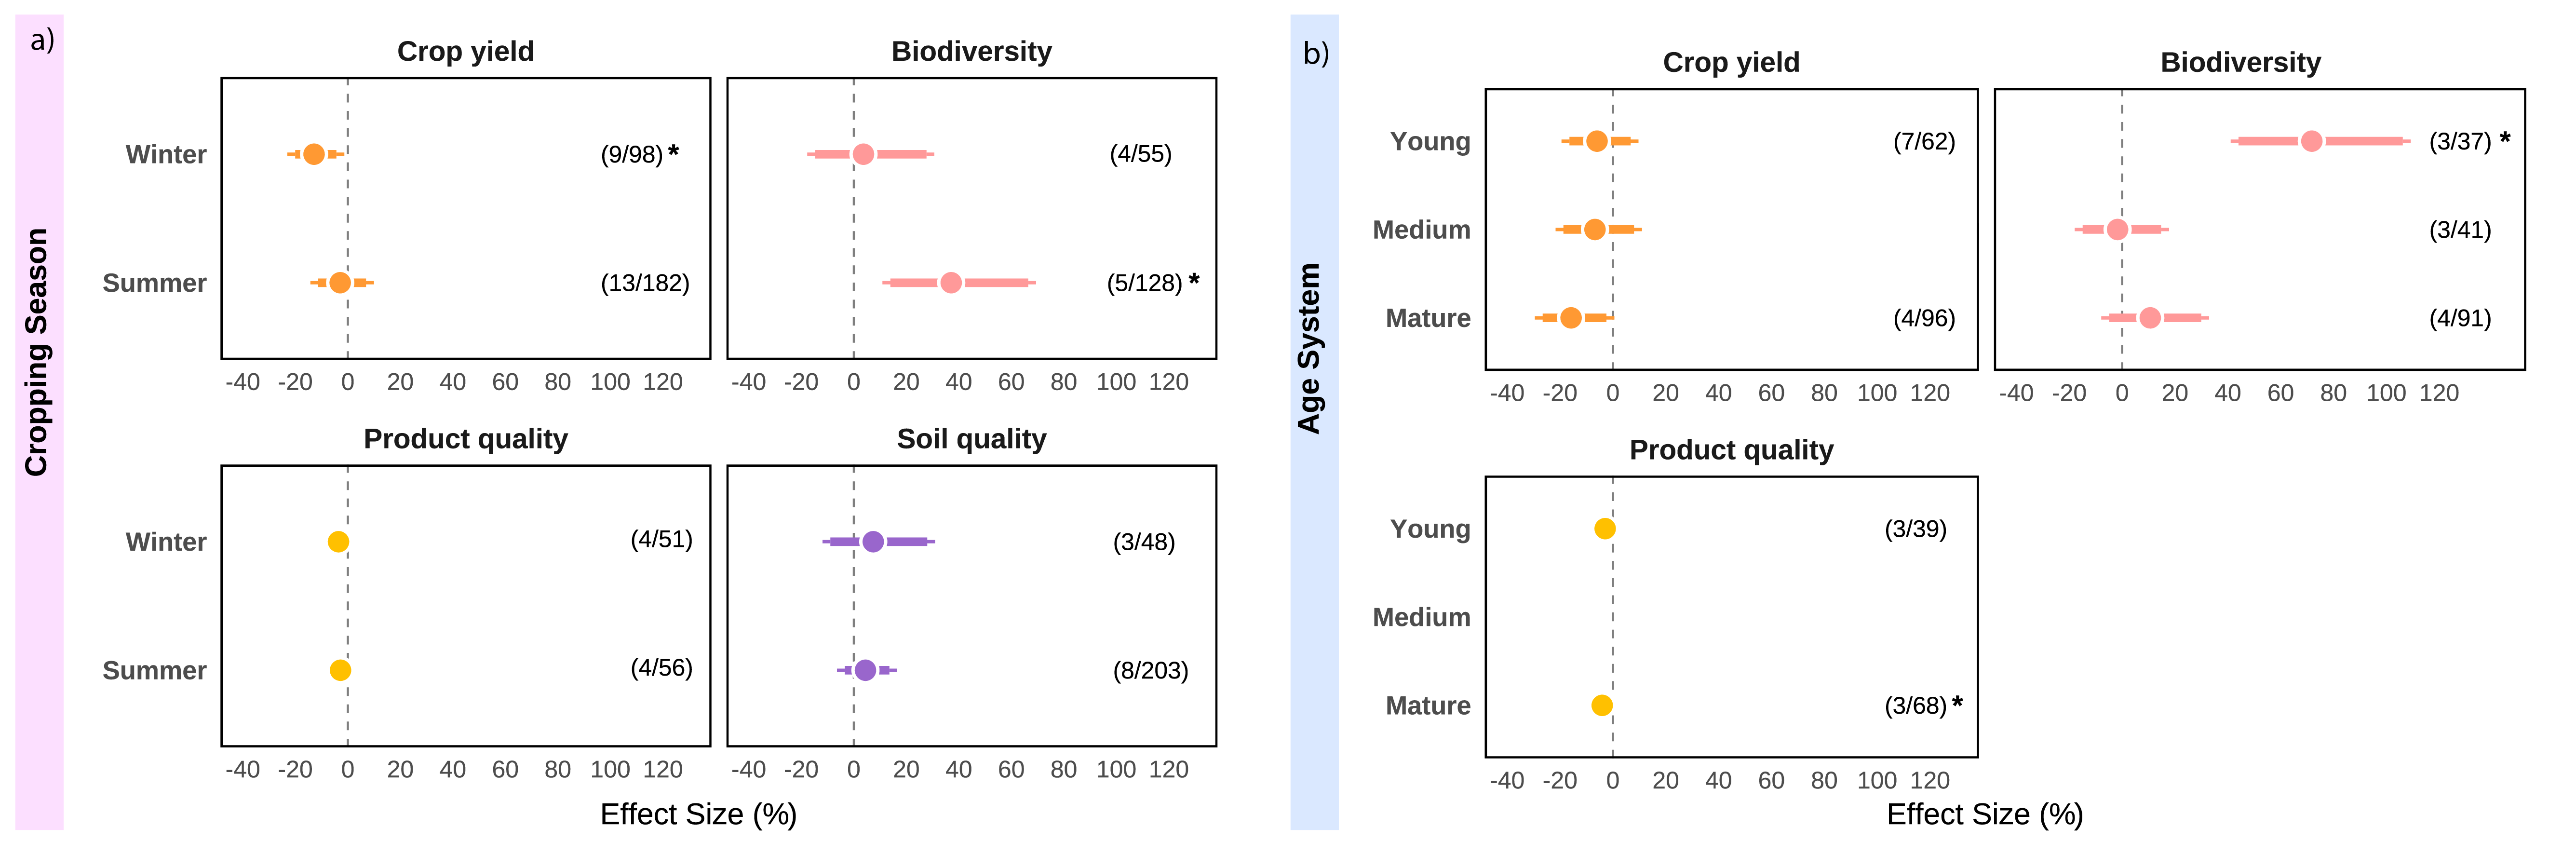 a)
Cropping Season
Crop yield
Biodiversity
Winter
(9/98) *
(4/55)
Summer
(13/182)
(5/128) *
-40 -20 0 20 40 60 80 100 120
-40 -20 0 20 40 60 80 100 120
Product quality
Soil quality
Winter
(4/51)
(3/48)
Summer
(4/56)
(8/203)
-40 -20 0 20 40 60 80 100 120
-40 -20 0 20 40 60 80 100 120
Effect Size (%)
b)
Age System
Crop yield
Biodiversity
Young
(7/62)
(3/37) *
Medium
(3/41)
Mature
(4/96)
(4/91)
-40 -20 0 20 40 60 80 100 120
-40 -20 0 20 40 60 80 100 120
Product quality
Young
(3/39)
Medium
Mature
(3/68) *
-40 -20 0 20 40 60 80 100 120
Effect Size (%)